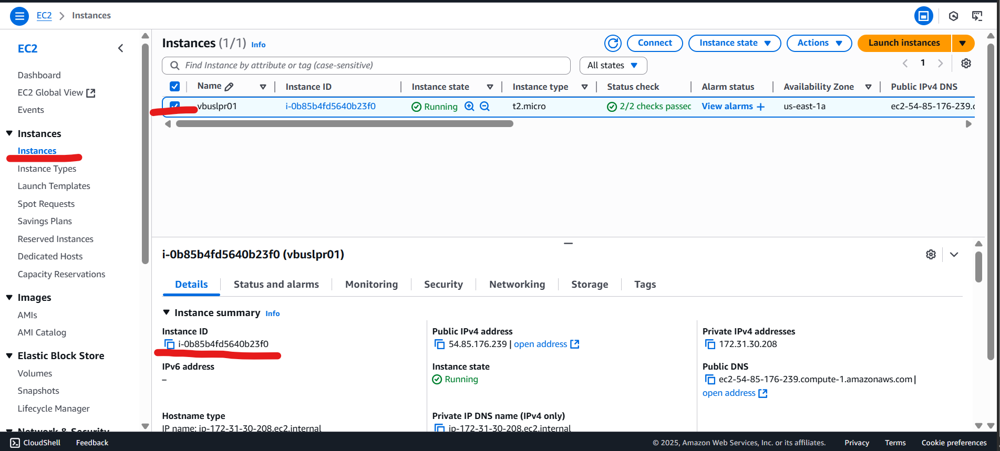 EC2 > Instances
EC2
Dashboard
EC2 Global View
Events
Instances
Instances
Instance Types
Launch Templates
Spot Requests
Savings Plans
Reserved Instances
Dedicated Hosts
Capacity Reservations
Images
AMIs
AMI Catalog
Elastic Block Store
Volumes
Snapshots
Lifecycle Manager
Network & Security
Instances (1/1) Info
Connect
Instance state
Actions
Launch instances
Find Instance by attribute or tag (case-sensitive)
All states
1
Name Instance ID Instance state Instance type Status check Alarm status Availability Zone Public IPv4 DNS
vbuslpr01 i-0b85b4fd5640b23f0 Running t2.micro 2/2 checks passed View alarms + us-east-1a ec2-54-85-176-239.c
i-0b85b4fd5640b23f0 (vbuslpr01)
Details Status and alarms Monitoring Security Networking Storage Tags
Instance summary Info
Instance ID
i-0b85b4fd5640b23f0
Public IPv4 address
54.85.176.239 | open address
Private IPv4 addresses
172.31.30.208
IPv6 address
–
Instance state
Running
Public DNS
ec2-54-85-176-239.compute-1.amazonaws.com |
open address
Hostname type
IP name: ip-172-31-30-208.ec2.internal
Private IP DNS name (IPv4 only)
ip-172-31-30-208.ec2.internal
CloudShell Feedback
© 2025, Amazon Web Services, Inc. or its affiliates. Privacy Terms Cookie preferences